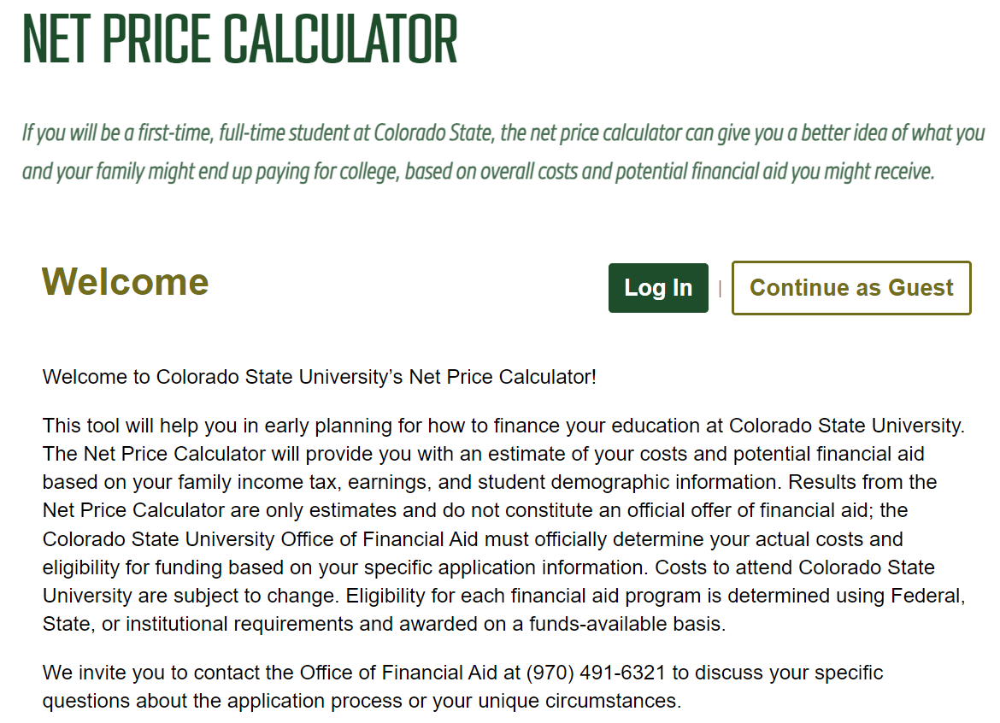 NET PRICE CALCULATOR
If you will be a first-time, full-time student at Colorado State, the net price calculator can give you a better idea of what you
and your family might end up paying for college, based on overall costs and potential financial aid you might receive.
Welcome
Log In | Continue as Guest
Welcome to Colorado State University’s Net Price Calculator!
This tool will help you in early planning for how to finance your education at Colorado State University.
The Net Price Calculator will provide you with an estimate of your costs and potential financial aid
based on your family income tax, earnings, and student demographic information. Results from the
Net Price Calculator are only estimates and do not constitute an official offer of financial aid; the
Colorado State University Office of Financial Aid must officially determine your actual costs and
eligibility for funding based on your specific application information. Costs to attend Colorado State
University are subject to change. Eligibility for each financial aid program is determined using Federal,
State, or institutional requirements and awarded on a funds-available basis.
We invite you to contact the Office of Financial Aid at (970) 491-6321 to discuss your specific
questions about the application process or your unique circumstances.